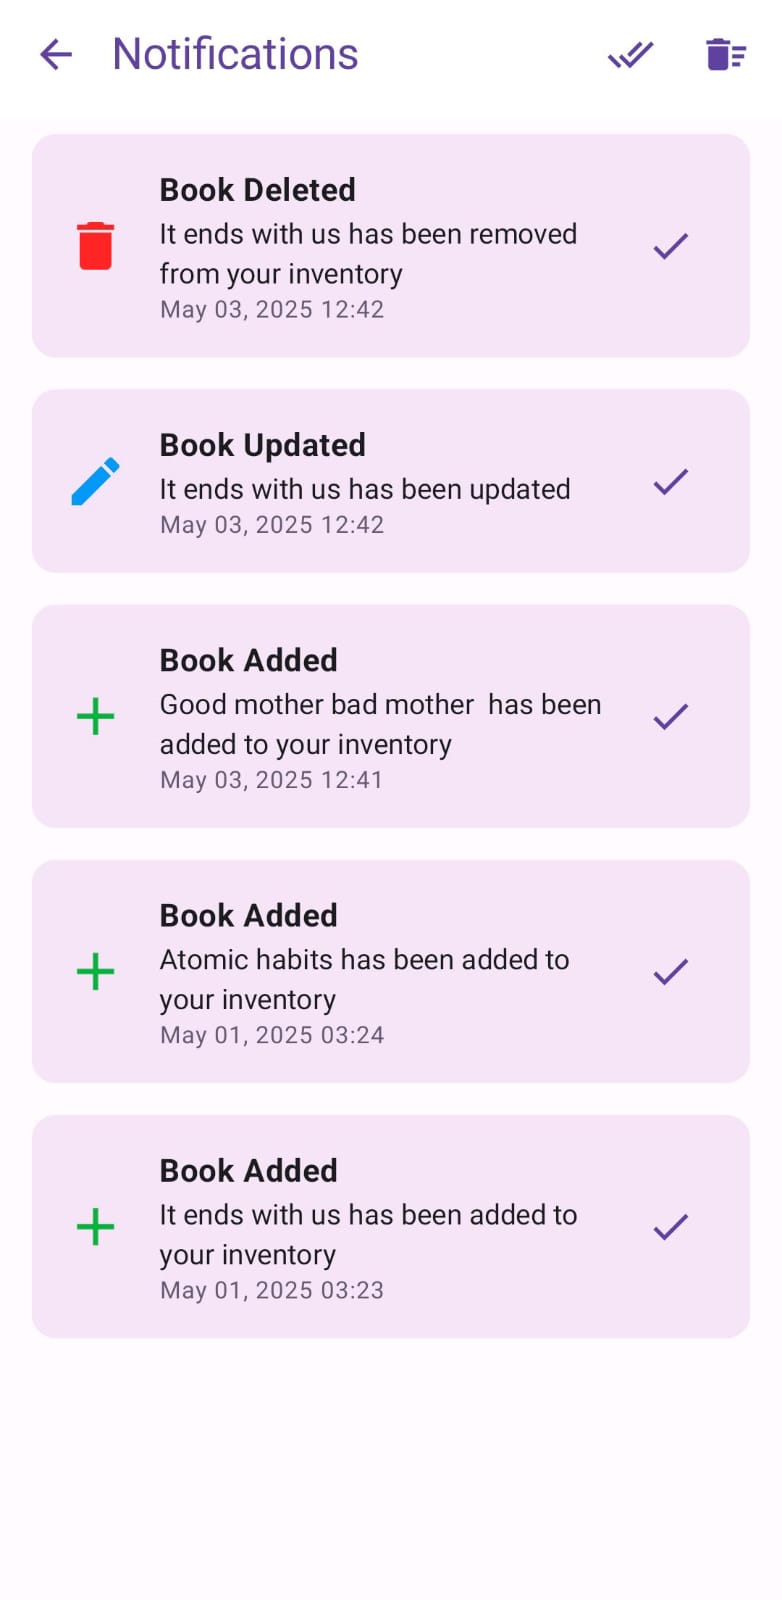 Notifications
Book Deleted
It ends with us has been removed
from your inventory
May 03, 2025 12:42
Book Updated
It ends with us has been updated
May 03, 2025 12:42
Book Added
Good mother bad mother  has been
added to your inventory
May 03, 2025 12:41
Book Added
Atomic habits has been added to
your inventory
May 01, 2025 03:24
Book Added
It ends with us has been added to
your inventory
May 01, 2025 03:23